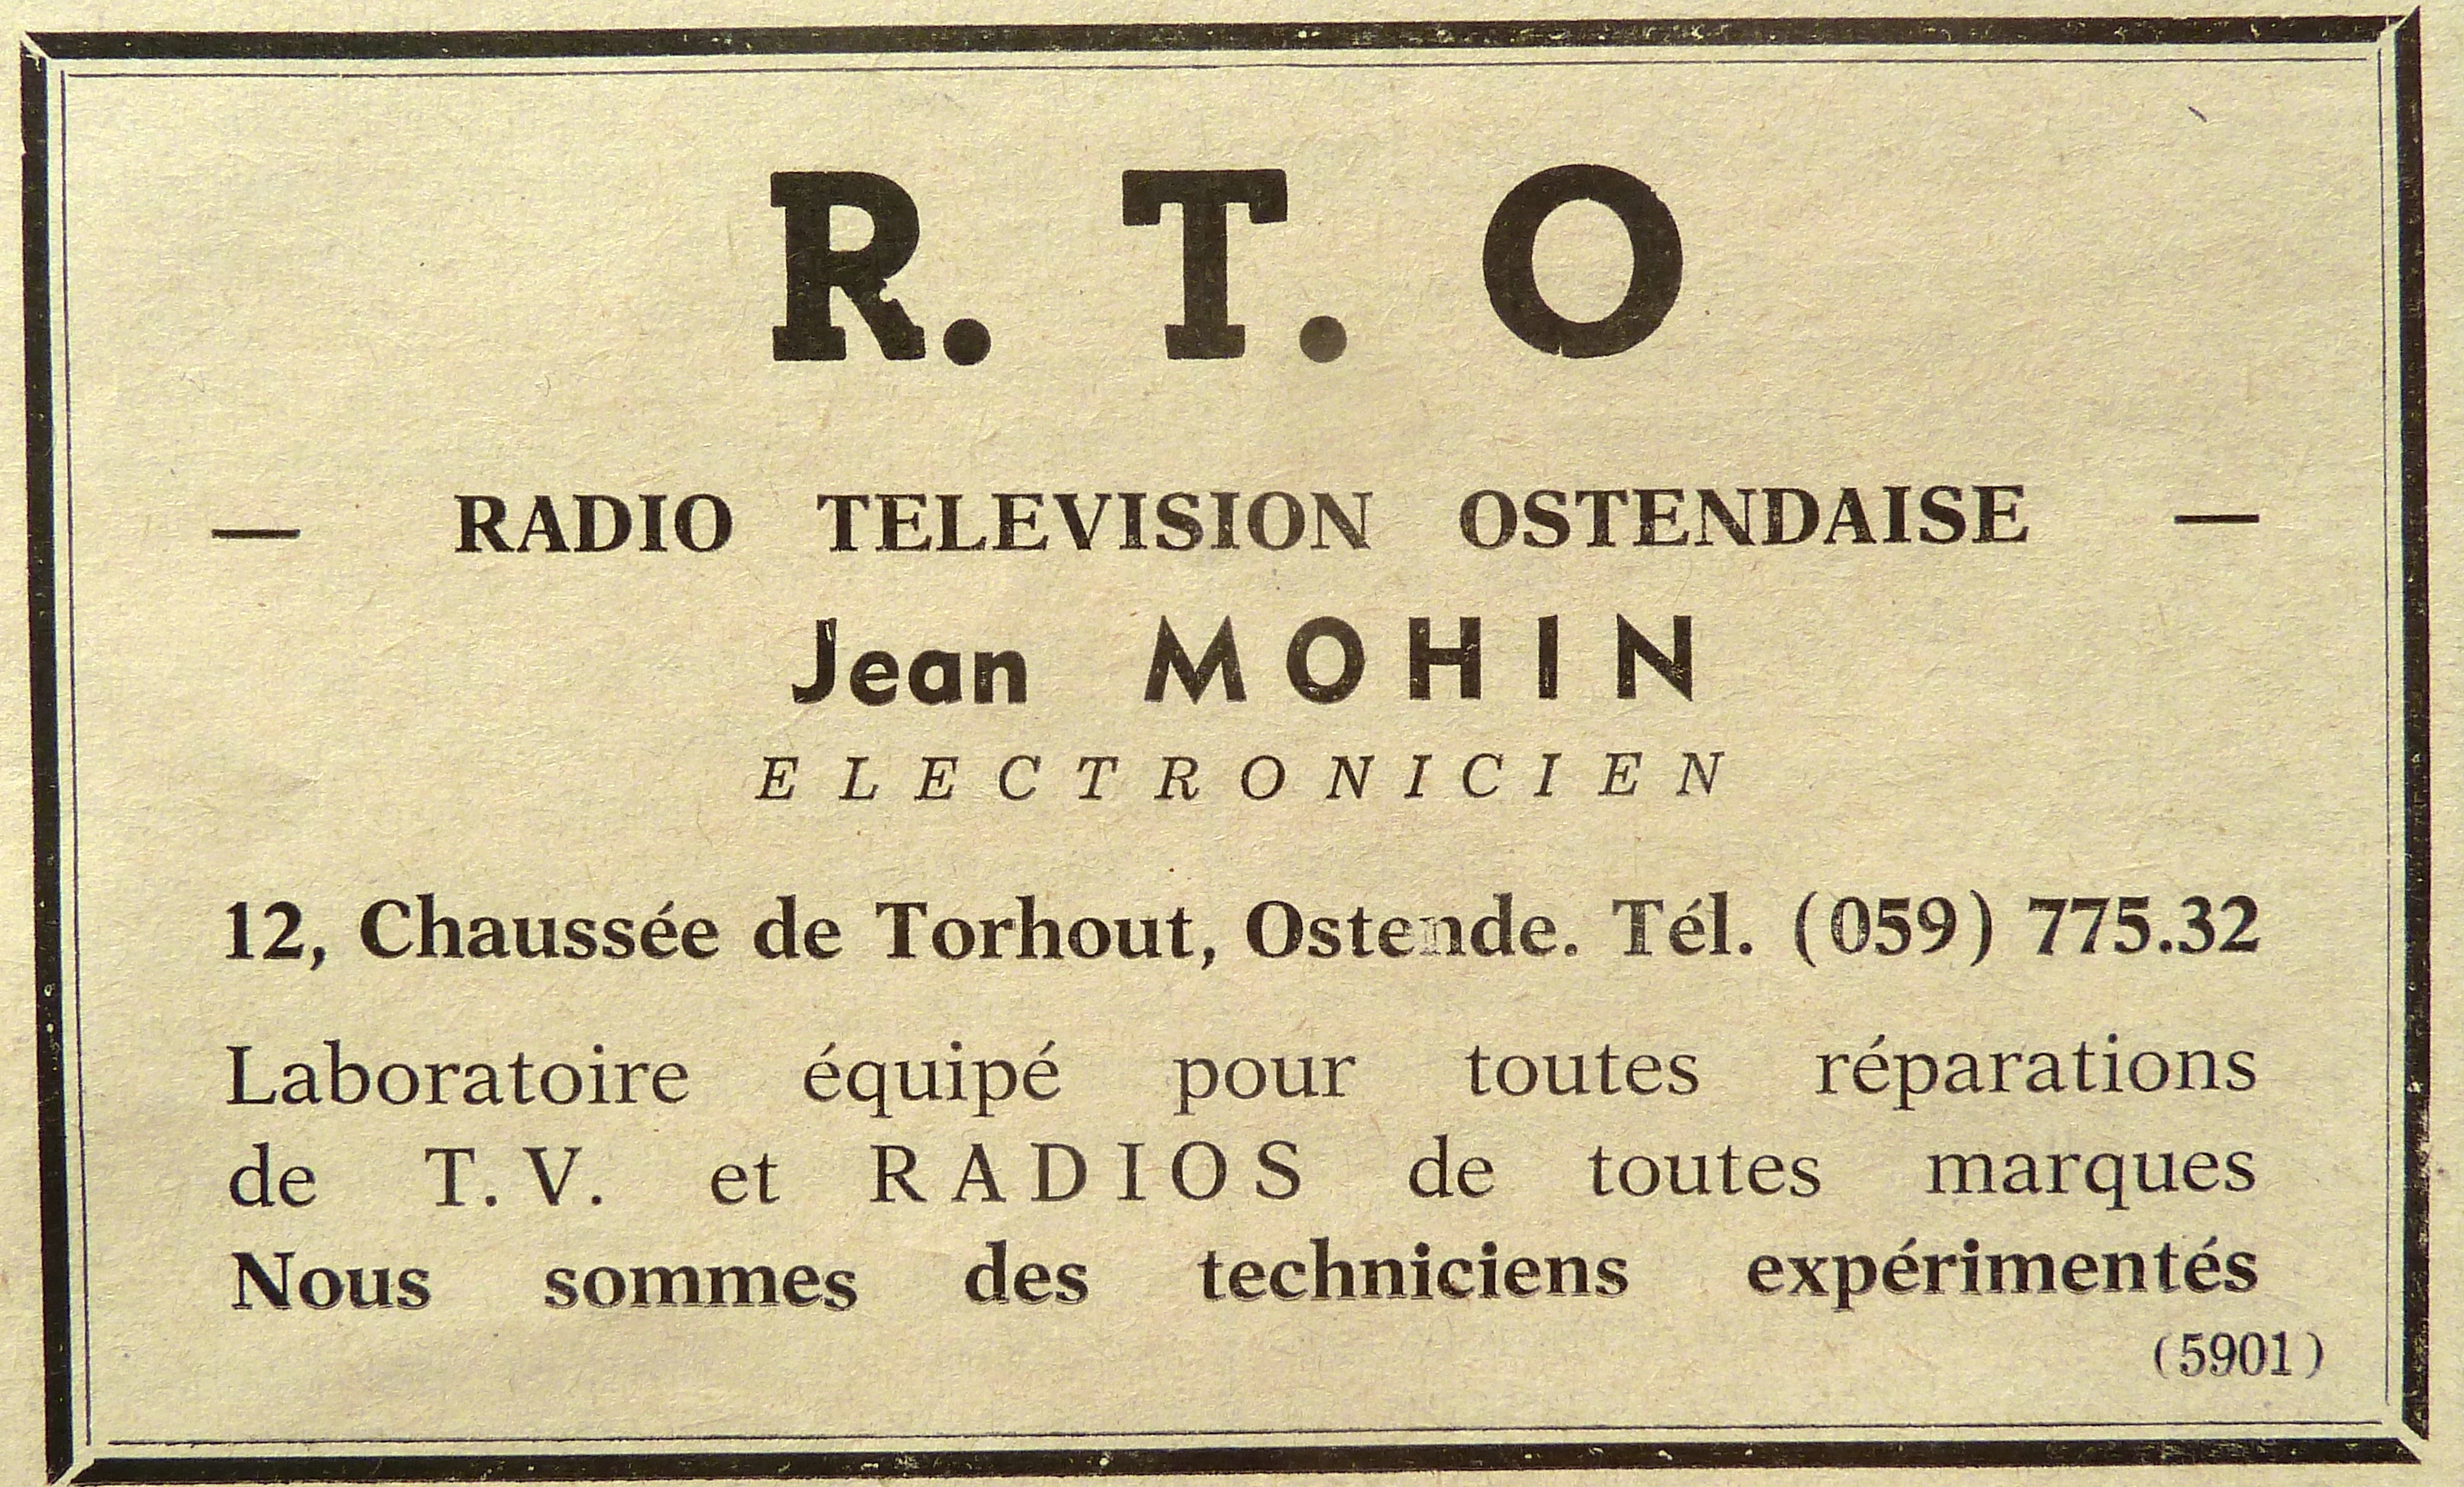 R. T. O
— RADIO TELEVISION OSTENDAISE —
Jean MOHIN
ELECTRONICIEN
12, Chaussée de Torhout, Ostende. Tél. (059) 775.32
Laboratoire équipé pour toutes réparations
de T.V. et RADIOS de toutes marques
Nous sommes des techniciens expérimentés
(5901)